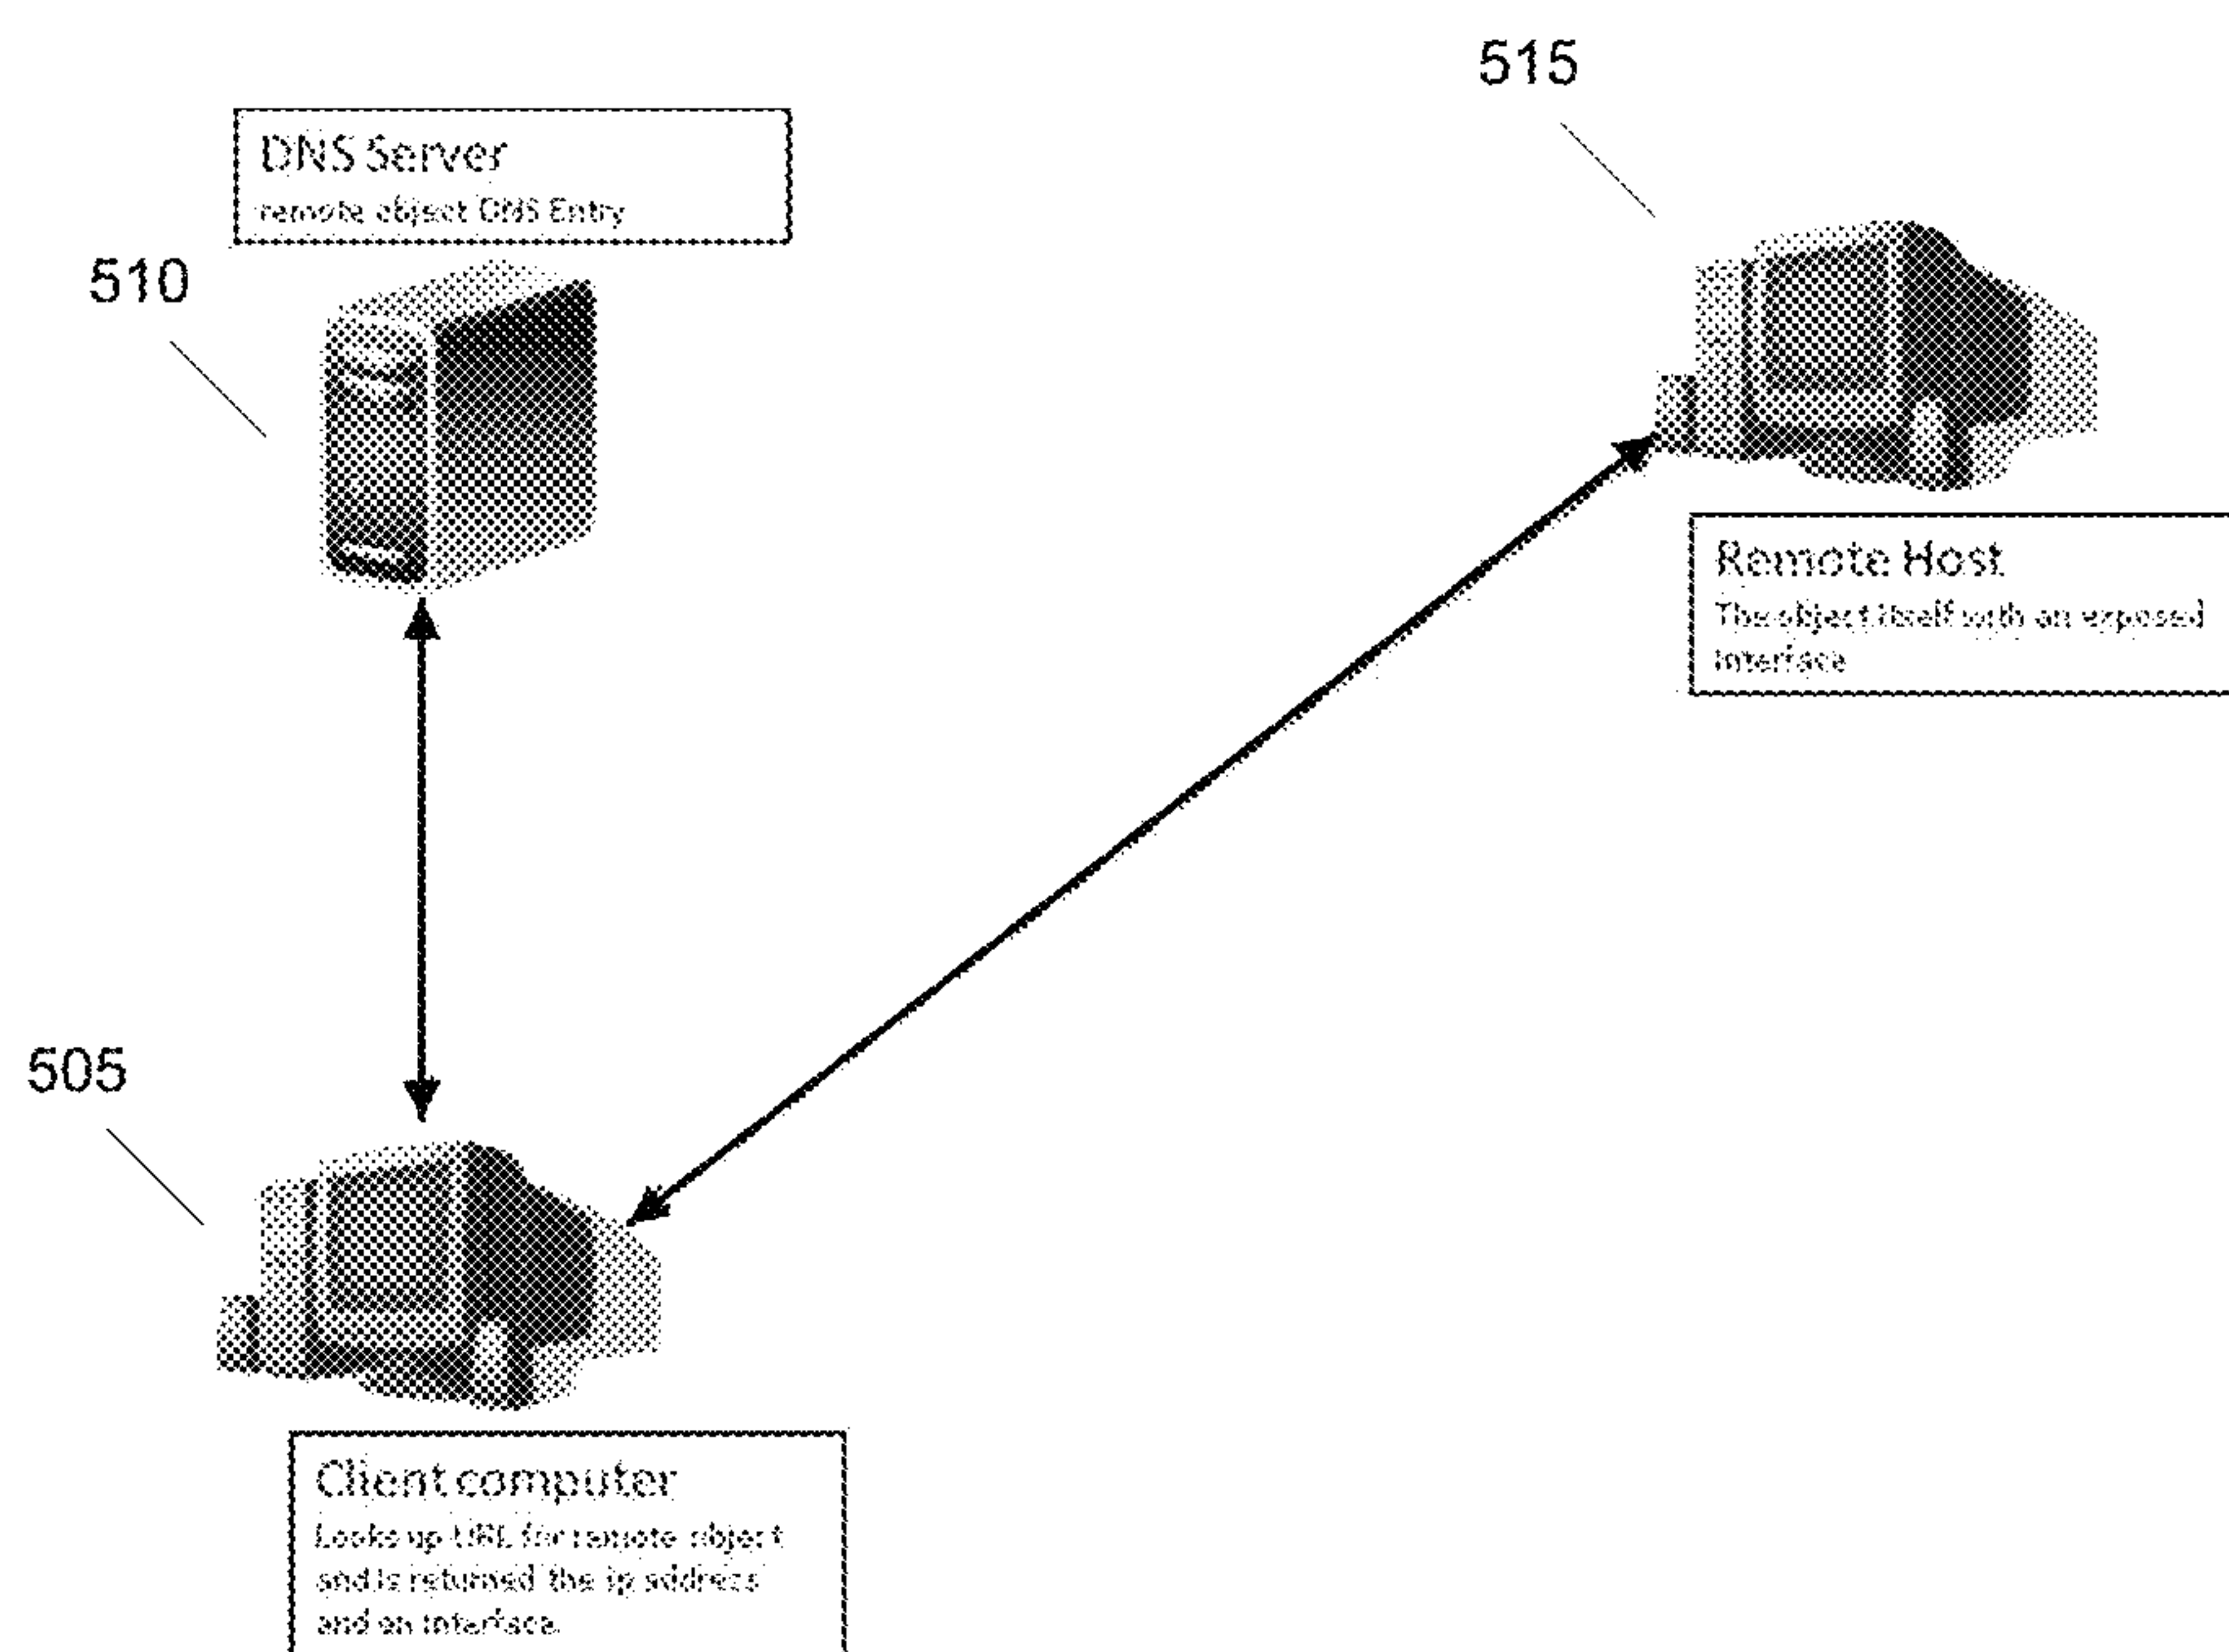 515
DNS Server
remote object DNS Entry
510
Remote Host
The object itself with an exposed
interface
505
Client computer
Looks up URL for remote object
and is returned the ip address
and an interface.